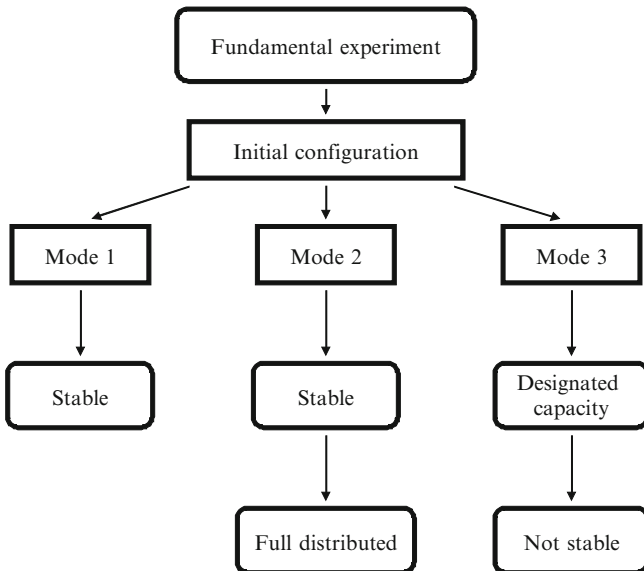 Fundamental experiment
Initial configuration
Mode 1
Mode 2
Mode 3
Stable
Stable
Designated
capacity
Full distributed
Not stable